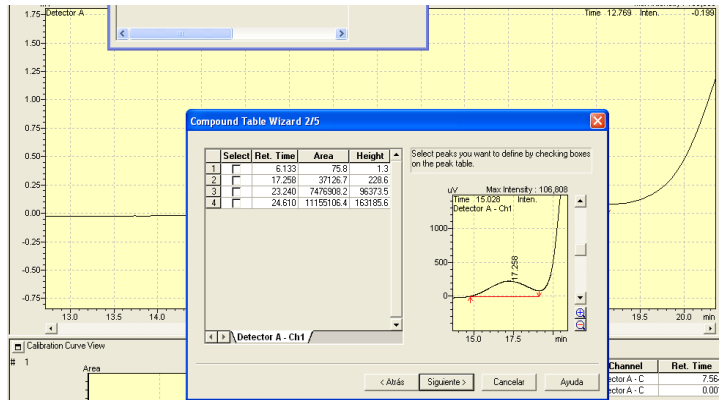 1.75 Detector A Time 12.769 Inten. -0.199
1.50
1.25
1.00
0.75
0.50
0.25
0.00
-0.25
-0.50
-0.75
13.0 13.5 14.0 19.5 20.0 min
Compound Table Wizard 2/5
Select Ret. Time Area Height
1 6.133 75.8 1.3
2 17.258 37126.7 228.6
3 23.240 7476908.2 96373.5
4 24.610 11155106.4 163185.6
Detector A - Ch1
Select peaks you want to define by checking boxes
on the peak table.
uV Max Intensity : 106,808
Time 15.028 Inten.
Detector A - Ch1
1000
500
0
17.258
15.0 17.5 min
< Atrás Siguiente > Cancelar Ayuda
Calibration Curve View
# 1
Area
Channel Ret. Time
ector A - C 7.56
ector A - C 0.00